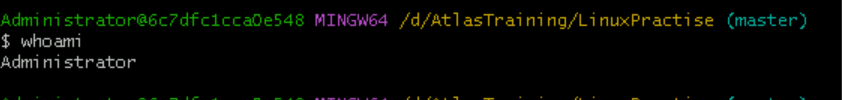 Administrator@6c7dfc1cca0e548 MINGW64 /d/AtlasTraining/LinuxPractise (master)
$ whoami
Administrator